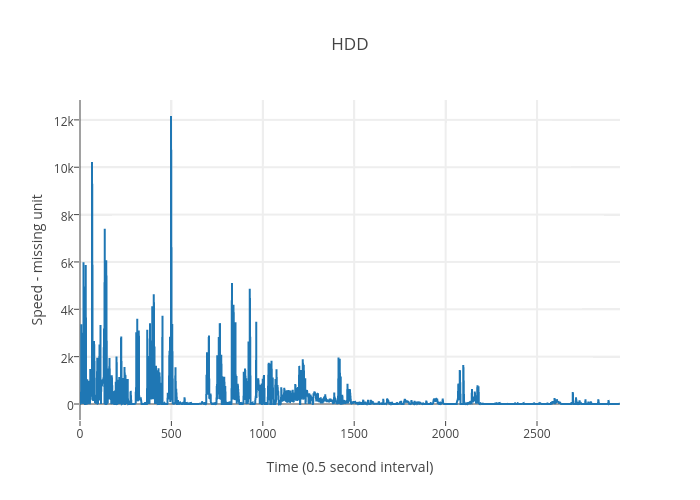 HDD
12k
10k
8k
6k
4k
2k
0
Speed - missing unit
0 500 1000 1500 2000 2500
Time (0.5 second interval)